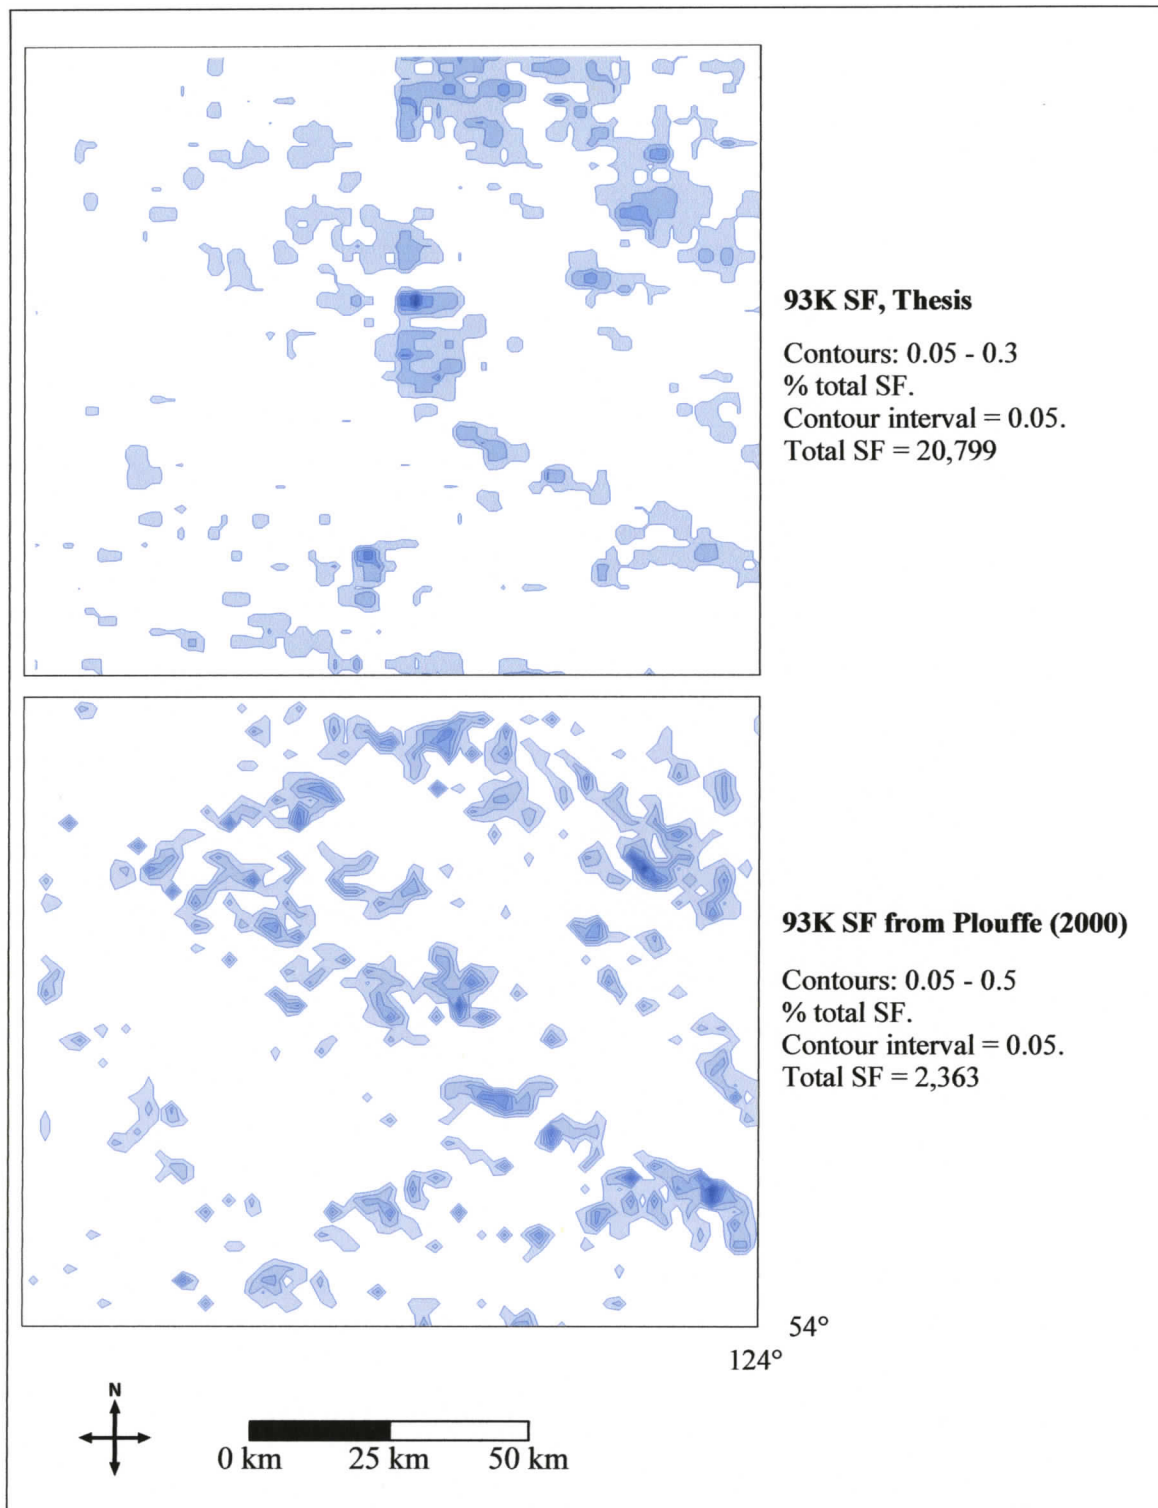 93K SF, Thesis
Contours: 0.05 - 0.3
% total SF.
Contour interval = 0.05.
Total SF = 20,799
93K SF from Plouffe (2000)
Contours: 0.05 - 0.5
% total SF.
Contour interval = 0.05.
Total SF = 2,363
54°
124°
N
0 km 25 km 50 km